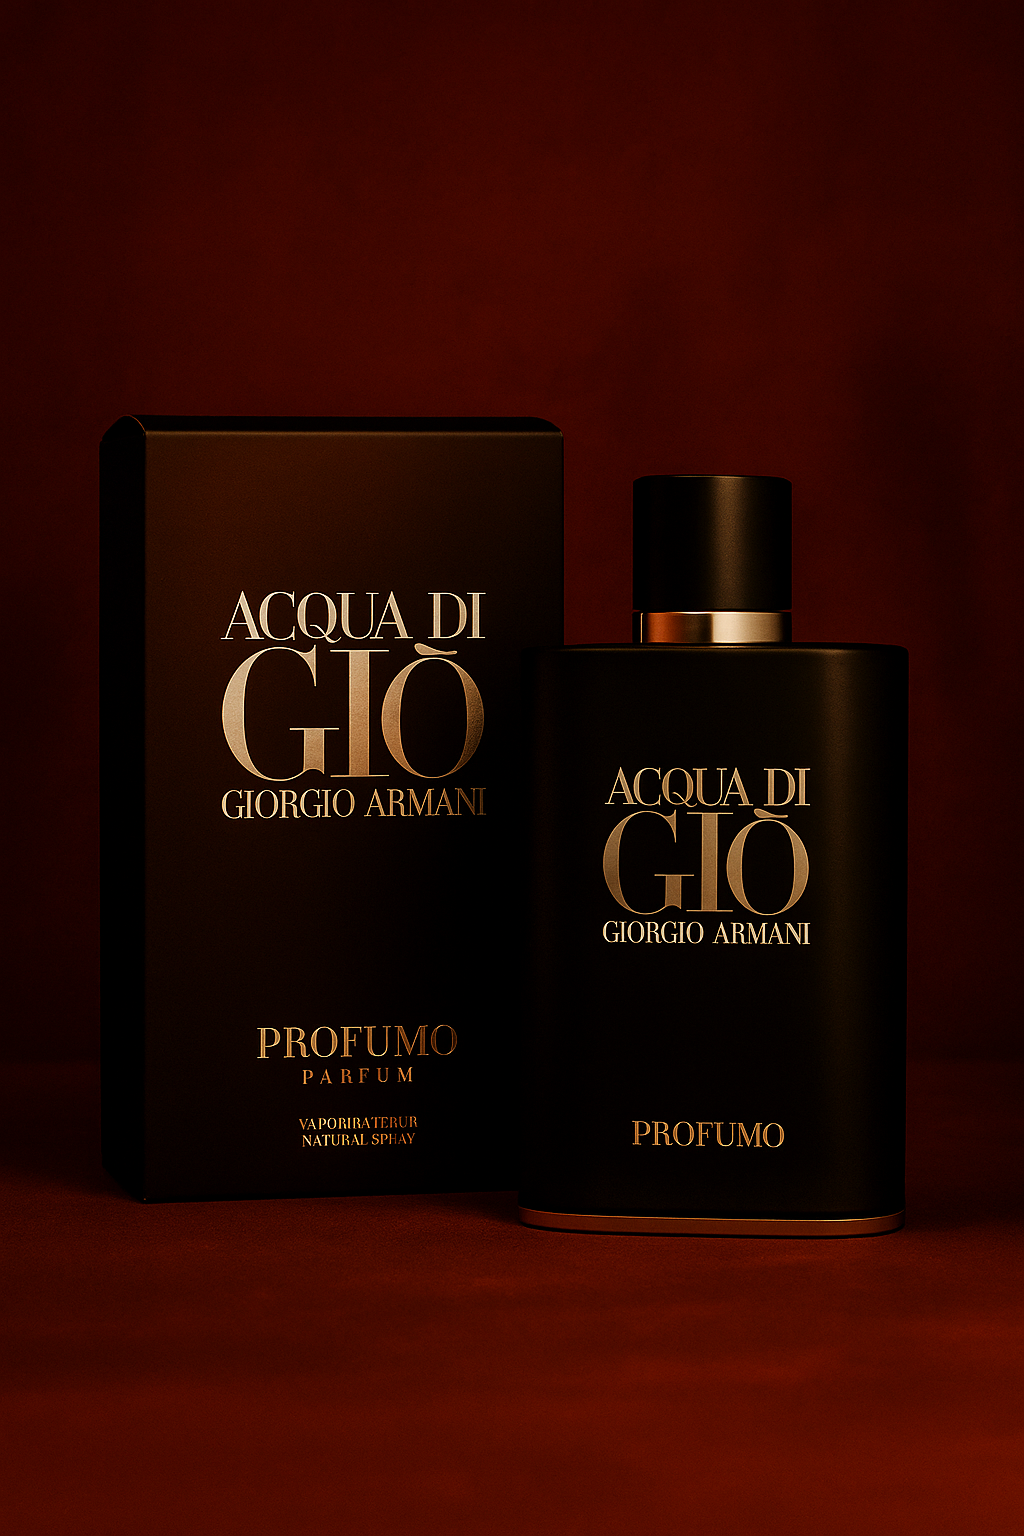 ACQUA DI
GIÒ
GIORGIO ARMANI
PROFUMO
PARFUM
VAPORIRATERUR
NATURAL SPHAY
ACQUA DI
GIÒ
GIORGIO ARMANI
PROFUMO